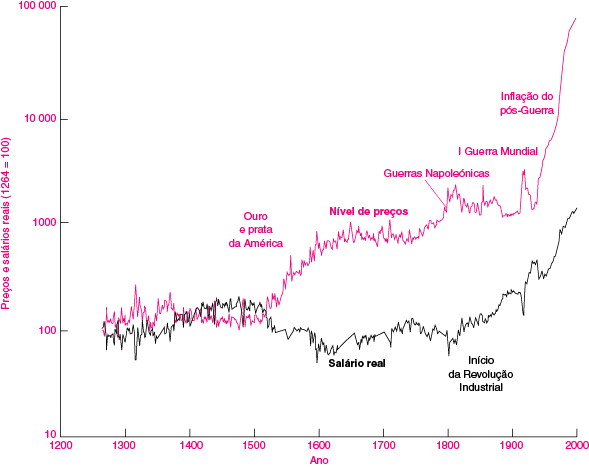 100 000
10 000
1000
100
10
Preços e salários reais (1264 = 100)
Inflação do
pós-Guerra
I Guerra Mundial
Guerras Napoleónicas
Ouro
e prata
da América
Nível de preços
Salário real
Início
da Revolução
Industrial
1200 1300 1400 1500 1600 1700 1800 1900 2000
Ano